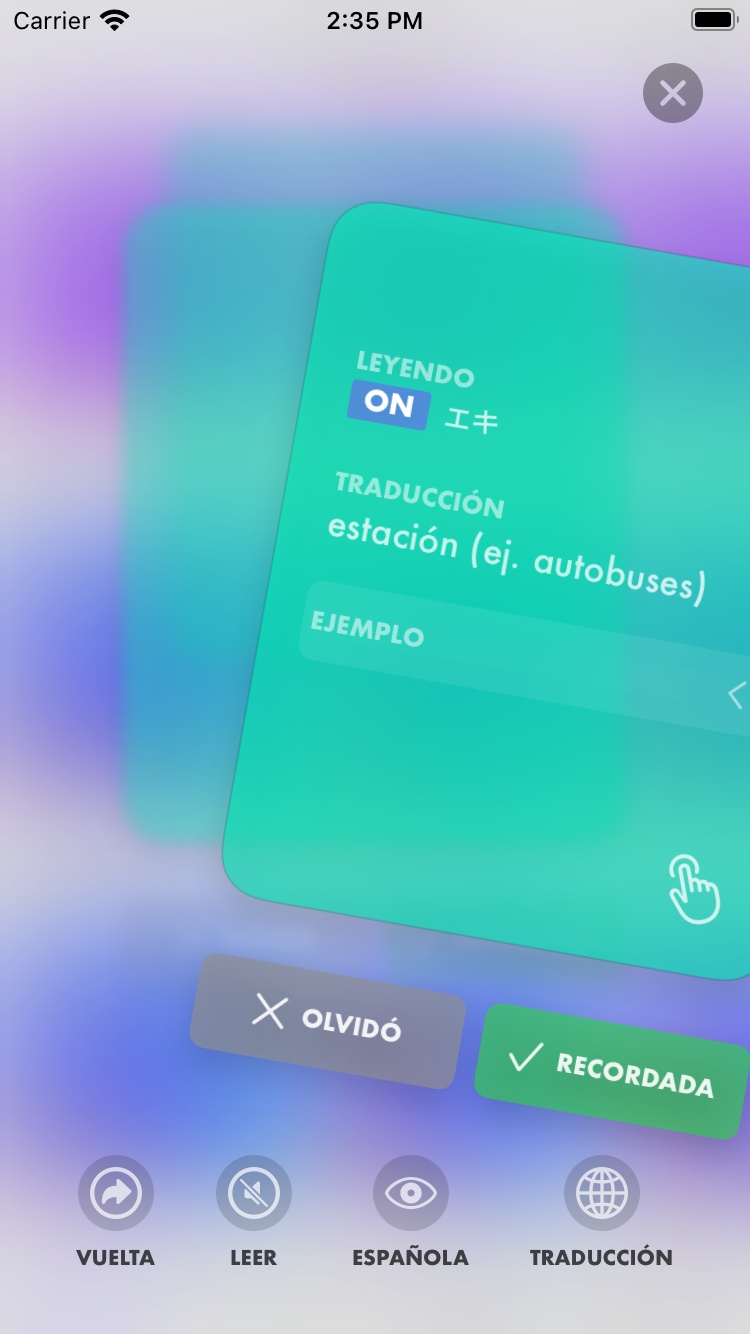 Carrier 2:35 PM
LEYENDO
ON エキ
TRADUCCIÓN
estación (ej. autobuses)
EJEMPLO
OLVIDÓ
RECORDADA
VUELTA LEER ESPAÑOLA TRADUCCIÓN